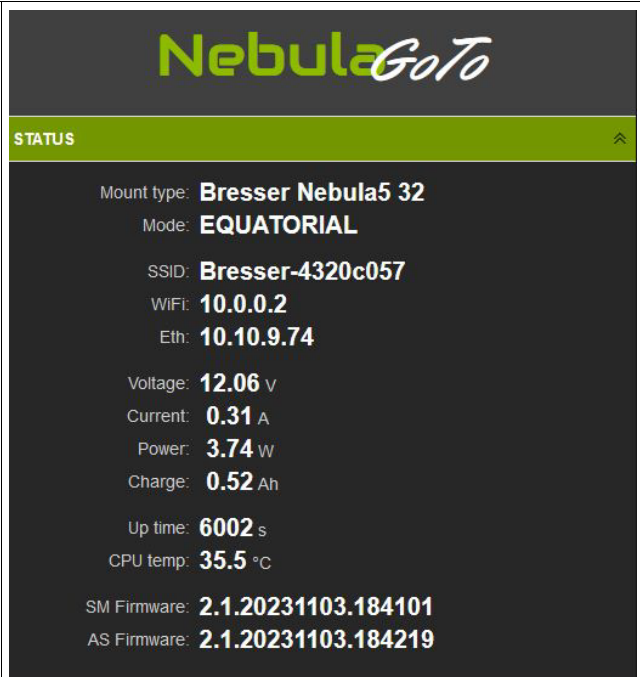 NebulaGoTo
STATUS
Mount type: Bresser Nebula5 32
Mode: EQUATORIAL
SSID: Bresser-4320c057
WiFi: 10.0.0.2
Eth: 10.10.9.74
Voltage: 12.06 V
Current: 0.31 A
Power: 3.74 W
Charge: 0.52 Ah
Up time: 6002 s
CPU temp: 35.5 °C
SM Firmware: 2.1.20231103.184101
AS Firmware: 2.1.20231103.184219